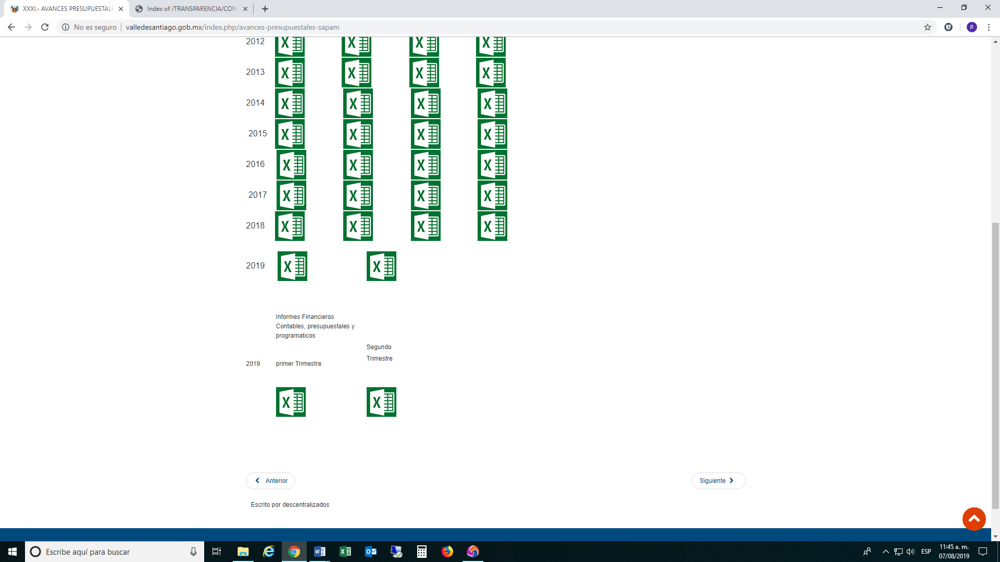 XXXI.- AVANCES PRESUPUESTALE
Index of /TRANSPARENCIA/CONT
No es seguro
valledesantiago.gob.mx/index.php/avances-presupuestales-sapam
p
2012
2013
2014
2015
2016
2017
2018
2019
Informes Financieros
Contables, presupuestales y
programaticos
Segundo
Trimestre
2019
primer Trimestre
Anterior
Siguiente
Escrito por descentralizados
Escribe aquí para buscar
ESP
11:45 a. m.
07/08/2019